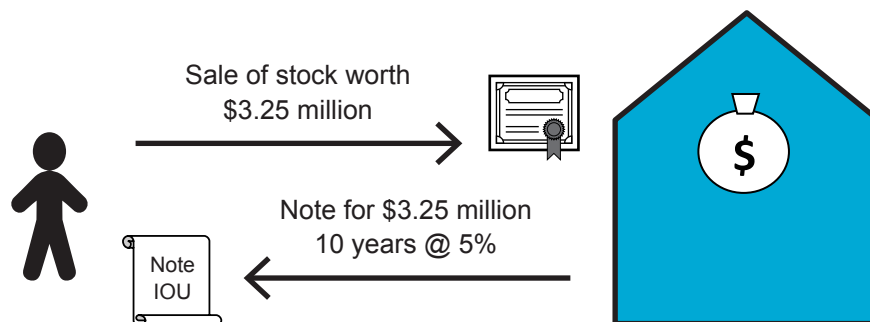 Sale of stock worth
$3.25 million
$
Note for $3.25 million
10 years @ 5%
Note
IOU